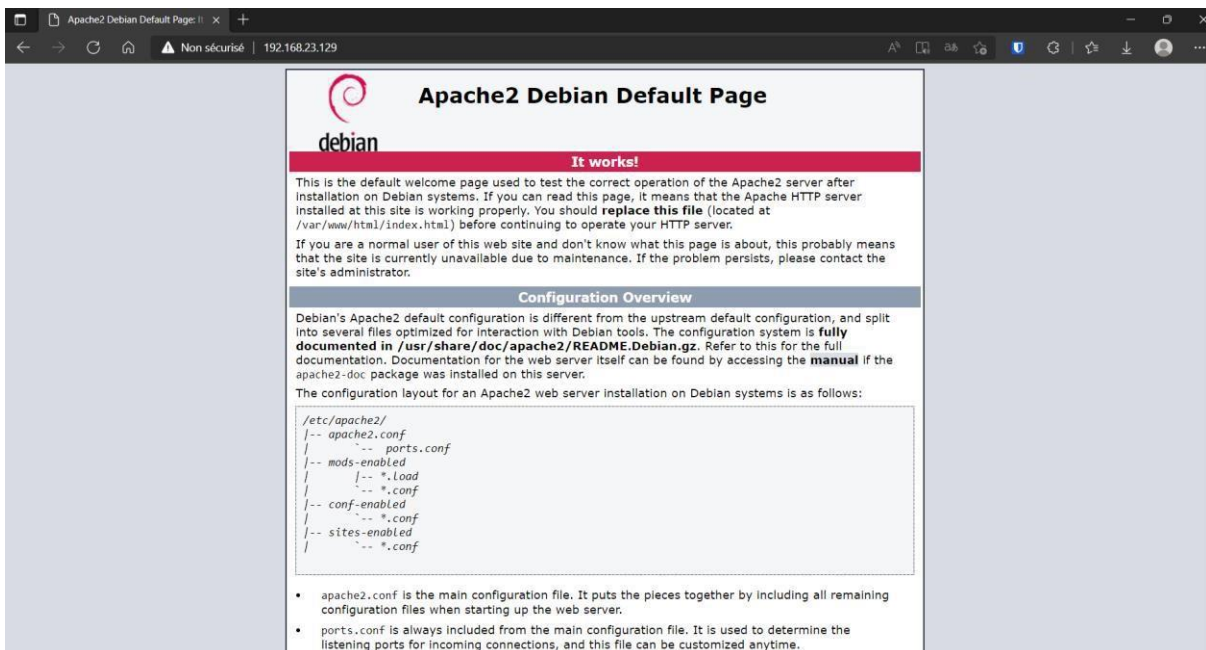 Apache2 Debian Default Page: It
Non sécurisé | 192.168.23.129
debian
Apache2 Debian Default Page
It works!
This is the default welcome page used to test the correct operation of the Apache2 server after
installation on Debian systems. If you can read this page, it means that the Apache HTTP server
installed at this site is working properly. You should replace this file (located at
/var/www/html/index.html) before continuing to operate your HTTP server.
If you are a normal user of this web site and don't know what this page is about, this probably means
that the site is currently unavailable due to maintenance. If the problem persists, please contact the
site's administrator.
Configuration Overview
Debian's Apache2 default configuration is different from the upstream default configuration, and split
into several files optimized for interaction with Debian tools. The configuration system is fully
documented in /usr/share/doc/apache2/README.Debian.gz. Refer to this for the full
documentation. Documentation for the web server itself can be found by accessing the manual if the
apache2-doc package was installed on this server.
The configuration layout for an Apache2 web server installation on Debian systems is as follows:
/etc/apache2/
|-- apache2.conf
|       `--  ports.conf
|-- mods-enabled
|       |-- *.load
|       `-- *.conf
|-- conf-enabled
|       `-- *.conf
|-- sites-enabled
|       `-- *.conf
• apache2.conf is the main configuration file. It puts the pieces together by including all remaining
configuration files when starting up the web server.
• ports.conf is always included from the main configuration file. It is used to determine the
listening ports for incoming connections, and this file can be customized anytime.